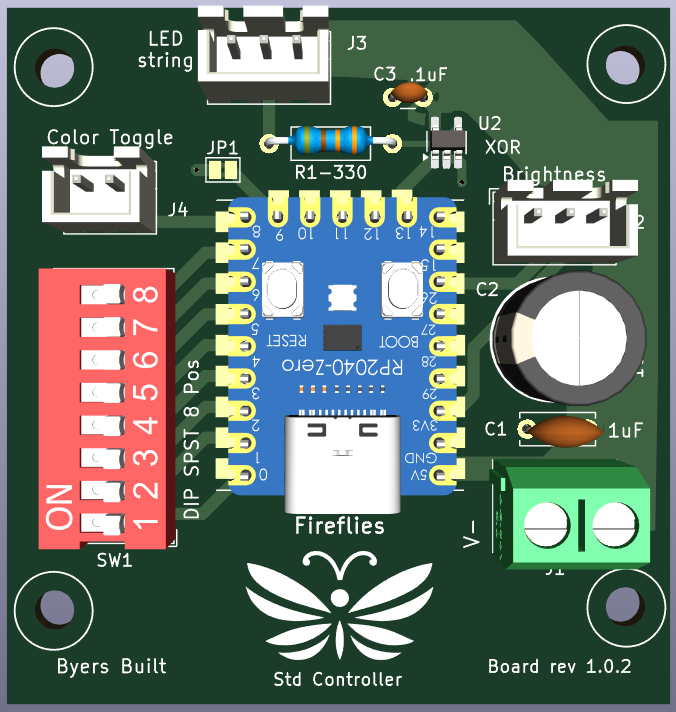 LED
string
J3
C3 .1uF
U2
XOR
Color Toggle
JP1
R1-330
Brightness
J4
2
8
9
10
11
12
13
14
7
15
6
26
C2
5
RESET
BOOT
27
4
RP2040-Zero
28
3
29
2
3V3
1
GND
0
5V
8
7
6
5
4
3
2
1
ON
DIP SPST 8 Pos
C1
1uF
V-
J1
SW1
Fireflies
Byers Built
Std Controller
Board rev 1.0.2